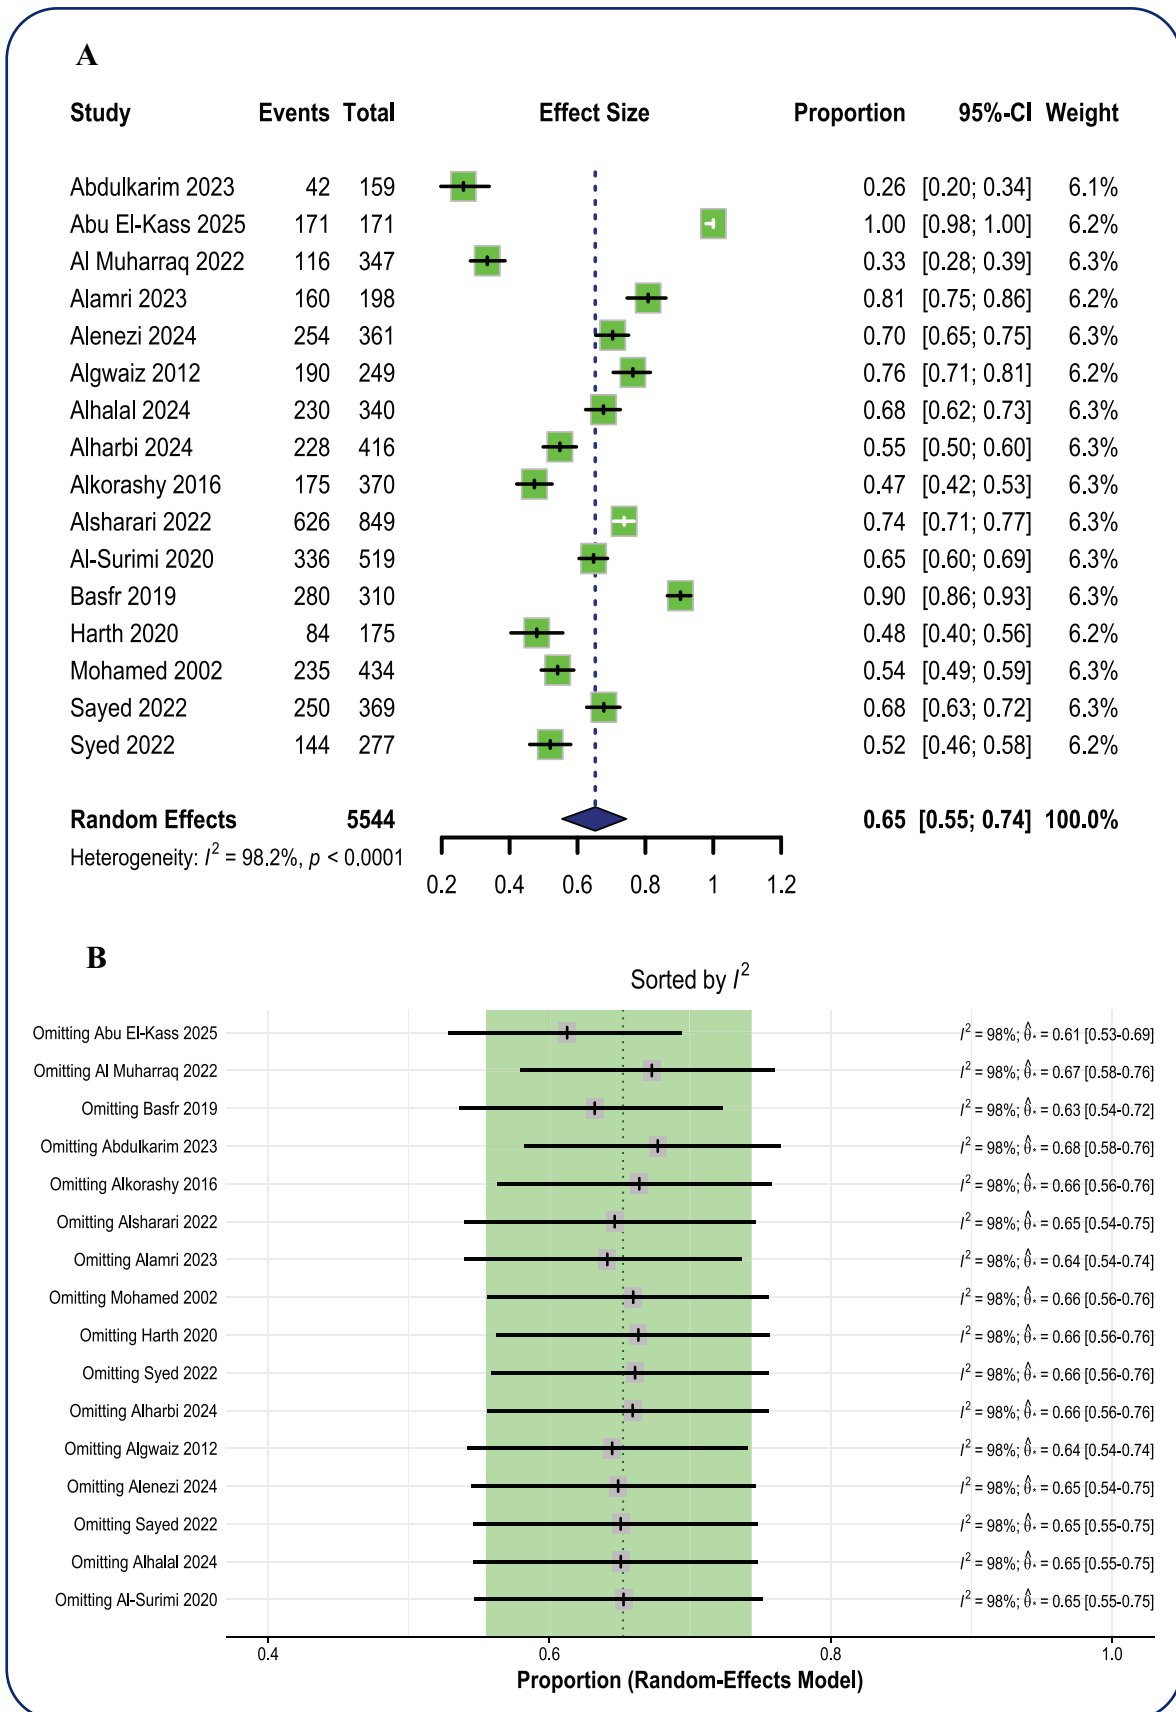 A
Study Events Total Effect Size Proportion 95%-CI Weight
Abdulkarim 2023 42 159 0.26 [0.20; 0.34] 6.1%
Abu El-Kass 2025 171 171 1.00 [0.98; 1.00] 6.2%
Al Muharraq 2022 116 347 0.33 [0.28; 0.39] 6.3%
Alamri 2023 160 198 0.81 [0.75; 0.86] 6.2%
Alenezi 2024 254 361 0.70 [0.65; 0.75] 6.3%
Algwaiz 2012 190 249 0.76 [0.71; 0.81] 6.2%
Alhalal 2024 230 340 0.68 [0.62; 0.73] 6.3%
Alharbi 2024 228 416 0.55 [0.50; 0.60] 6.3%
Alkorashy 2016 175 370 0.47 [0.42; 0.53] 6.3%
Alsharari 2022 626 849 0.74 [0.71; 0.77] 6.3%
Al-Surimi 2020 336 519 0.65 [0.60; 0.69] 6.3%
Basfr 2019 280 310 0.90 [0.86; 0.93] 6.3%
Harth 2020 84 175 0.48 [0.40; 0.56] 6.2%
Mohamed 2002 235 434 0.54 [0.49; 0.59] 6.3%
Sayed 2022 250 369 0.68 [0.63; 0.72] 6.3%
Syed 2022 144 277 0.52 [0.46; 0.58] 6.2%
Random Effects 5544 0.65 [0.55; 0.74] 100.0%
Heterogeneity: I² = 98.2%, p < 0.0001
0.2 0.4 0.6 0.8 1 1.2
B
Sorted by I²
Omitting Abu El-Kass 2025 I² = 98%; θ̂* = 0.61 [0.53-0.69]
Omitting Al Muharraq 2022 I² = 98%; θ̂* = 0.67 [0.58-0.76]
Omitting Basfr 2019 I² = 98%; θ̂* = 0.63 [0.54-0.72]
Omitting Abdulkarim 2023 I² = 98%; θ̂* = 0.68 [0.58-0.76]
Omitting Alkorashy 2016 I² = 98%; θ̂* = 0.66 [0.56-0.76]
Omitting Alsharari 2022 I² = 98%; θ̂* = 0.65 [0.54-0.75]
Omitting Alamri 2023 I² = 98%; θ̂* = 0.64 [0.54-0.74]
Omitting Mohamed 2002 I² = 98%; θ̂* = 0.66 [0.56-0.76]
Omitting Harth 2020 I² = 98%; θ̂* = 0.66 [0.56-0.76]
Omitting Syed 2022 I² = 98%; θ̂* = 0.66 [0.56-0.76]
Omitting Alharbi 2024 I² = 98%; θ̂* = 0.66 [0.56-0.76]
Omitting Algwaiz 2012 I² = 98%; θ̂* = 0.64 [0.54-0.74]
Omitting Alenezi 2024 I² = 98%; θ̂* = 0.65 [0.54-0.75]
Omitting Sayed 2022 I² = 98%; θ̂* = 0.65 [0.55-0.75]
Omitting Alhalal 2024 I² = 98%; θ̂* = 0.65 [0.55-0.75]
Omitting Al-Surimi 2020 I² = 98%; θ̂* = 0.65 [0.55-0.75]
0.4 0.6 0.8 1.0
Proportion (Random-Effects Model)